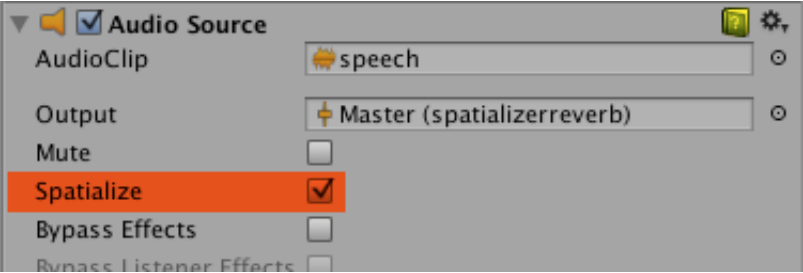 Audio Source
AudioClip speech
Output Master (spatializerreverb)
Mute
Spatialize
Bypass Effects
Bypass Listener Effects